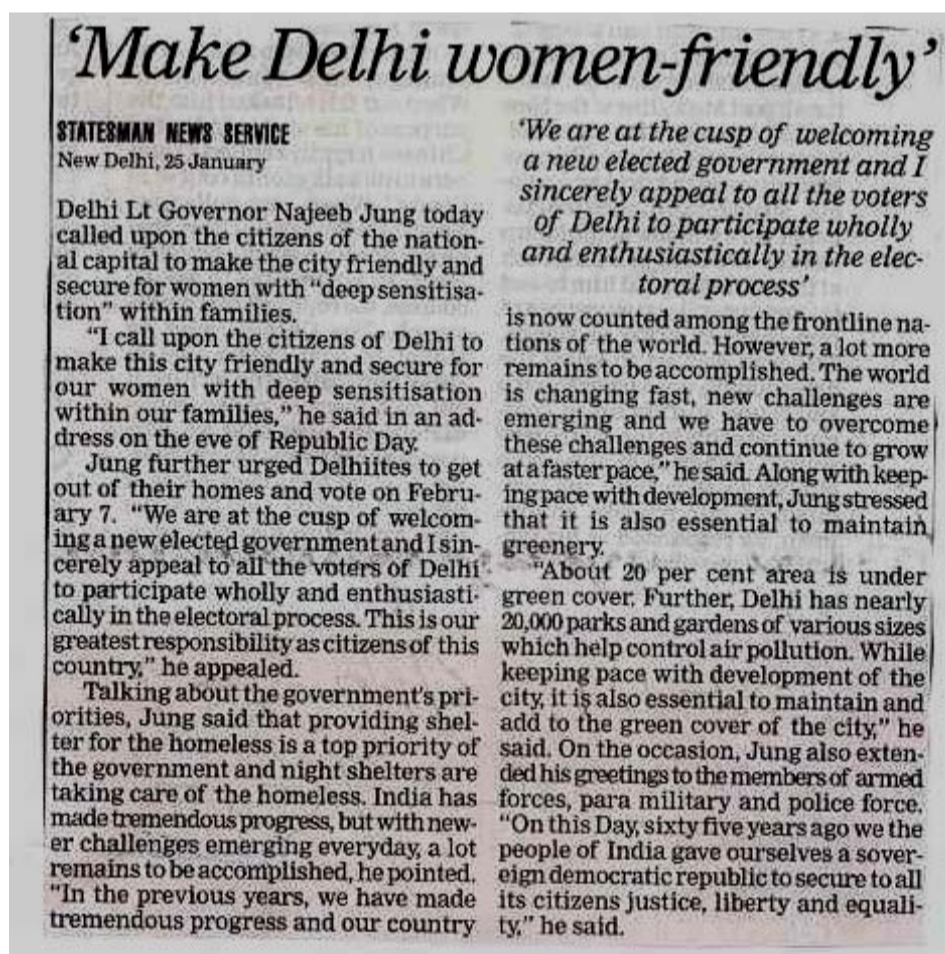 ‘Make Delhi women-friendly’
STATESMAN NEWS SERVICE
New Delhi, 25 January
Delhi Lt Governor Najeeb Jung today
called upon the citizens of the nation-
al capital to make the city friendly and
secure for women with “deep sensitisa-
tion” within families.
“I call upon the citizens of Delhi to
make this city friendly and secure for
our women with deep sensitisation
within our families,” he said in an ad-
dress on the eve of Republic Day.
Jung further urged Delhiites to get
out of their homes and vote on Febru-
ary 7. “We are at the cusp of welcom-
ing a new elected government and I sin-
cerely appeal to all the voters of Delhi
to participate wholly and enthusiasti-
cally in the electoral process. This is our
greatest responsibility as citizens of this
country,” he appealed.
Talking about the government’s pri-
orities, Jung said that providing shel-
ter for the homeless is a top priority of
the government and night shelters are
taking care of the homeless. India has
made tremendous progress, but with new-
er challenges emerging everyday, a lot
remains to be accomplished, he pointed.
“In the previous years, we have made
tremendous progress and our country
‘We are at the cusp of welcoming
a new elected government and I
sincerely appeal to all the voters
of Delhi to participate wholly
and enthusiastically in the elec-
toral process’
is now counted among the frontline na-
tions of the world. However, a lot more
remains to be accomplished. The world
is changing fast, new challenges are
emerging and we have to overcome
these challenges and continue to grow
at a faster pace,” he said. Along with keep-
ing pace with development, Jung stressed
that it is also essential to maintain
greenery.
“About 20 per cent area is under
green cover. Further, Delhi has nearly
20,000 parks and gardens of various sizes
which help control air pollution. While
keeping pace with development of the
city, it is also essential to maintain and
add to the green cover of the city,” he
said. On the occasion, Jung also exten-
ded his greetings to the members of armed
forces, para military and police force.
“On this Day, sixty five years ago we the
people of India gave ourselves a sover-
eign democratic republic to secure to all
its citizens justice, liberty and equali-
ty,” he said.